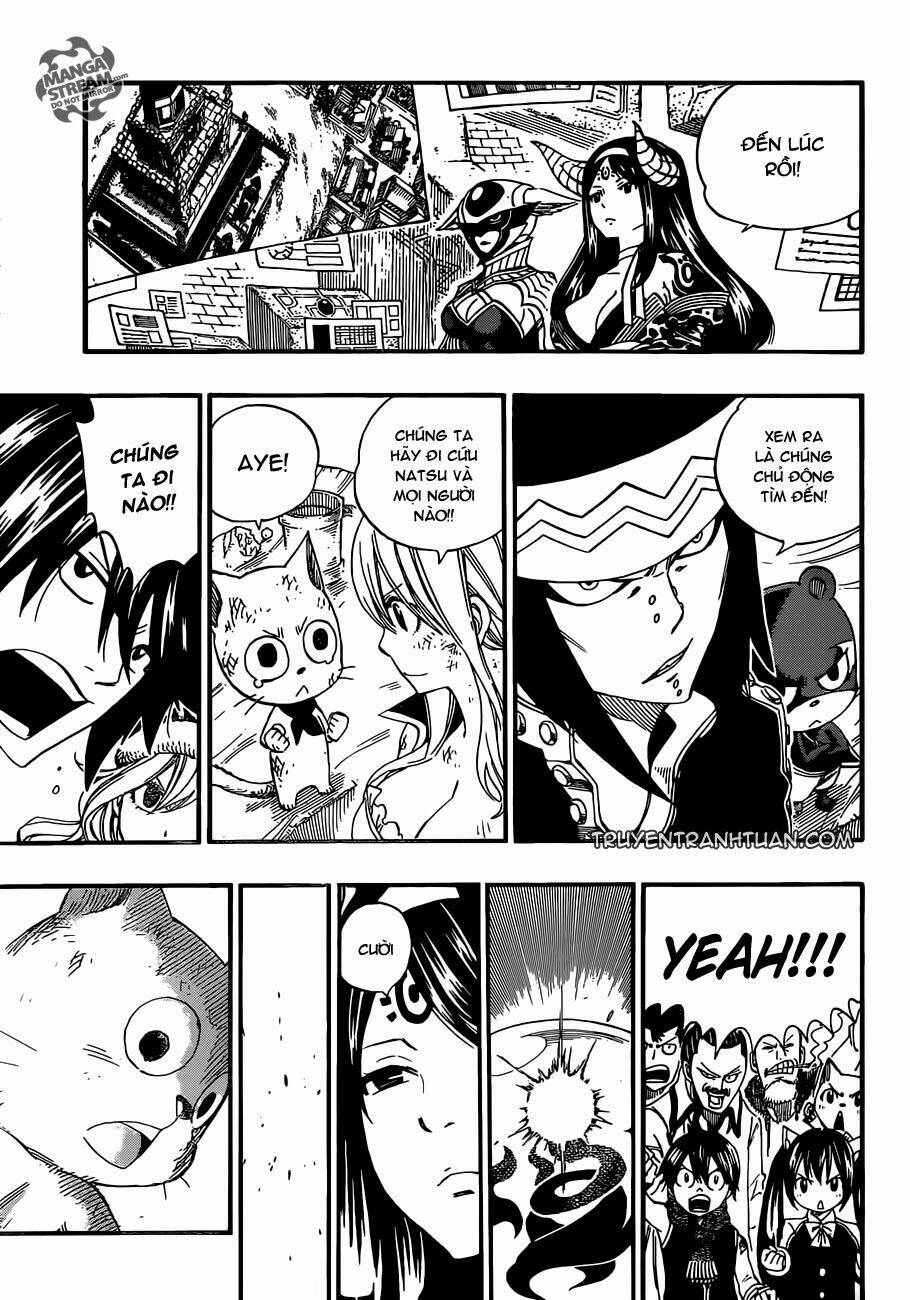 MANGA
STREAM.com
DO NOT MIRROR
ĐẾN LÚC
RỒI!
XEM RA
LÀ CHÚNG
CHỦ ĐỘNG
TÌM ĐẾN!
CHÚNG TA
HÃY ĐI CỨU
NATSU VÀ
MỌI NGƯỜI
NÀO!!
AYE!
CHÚNG
TA ĐI
NÀO!!
TRUYENTRANHTUAN.COM
YEAH!!!
CƯỜI